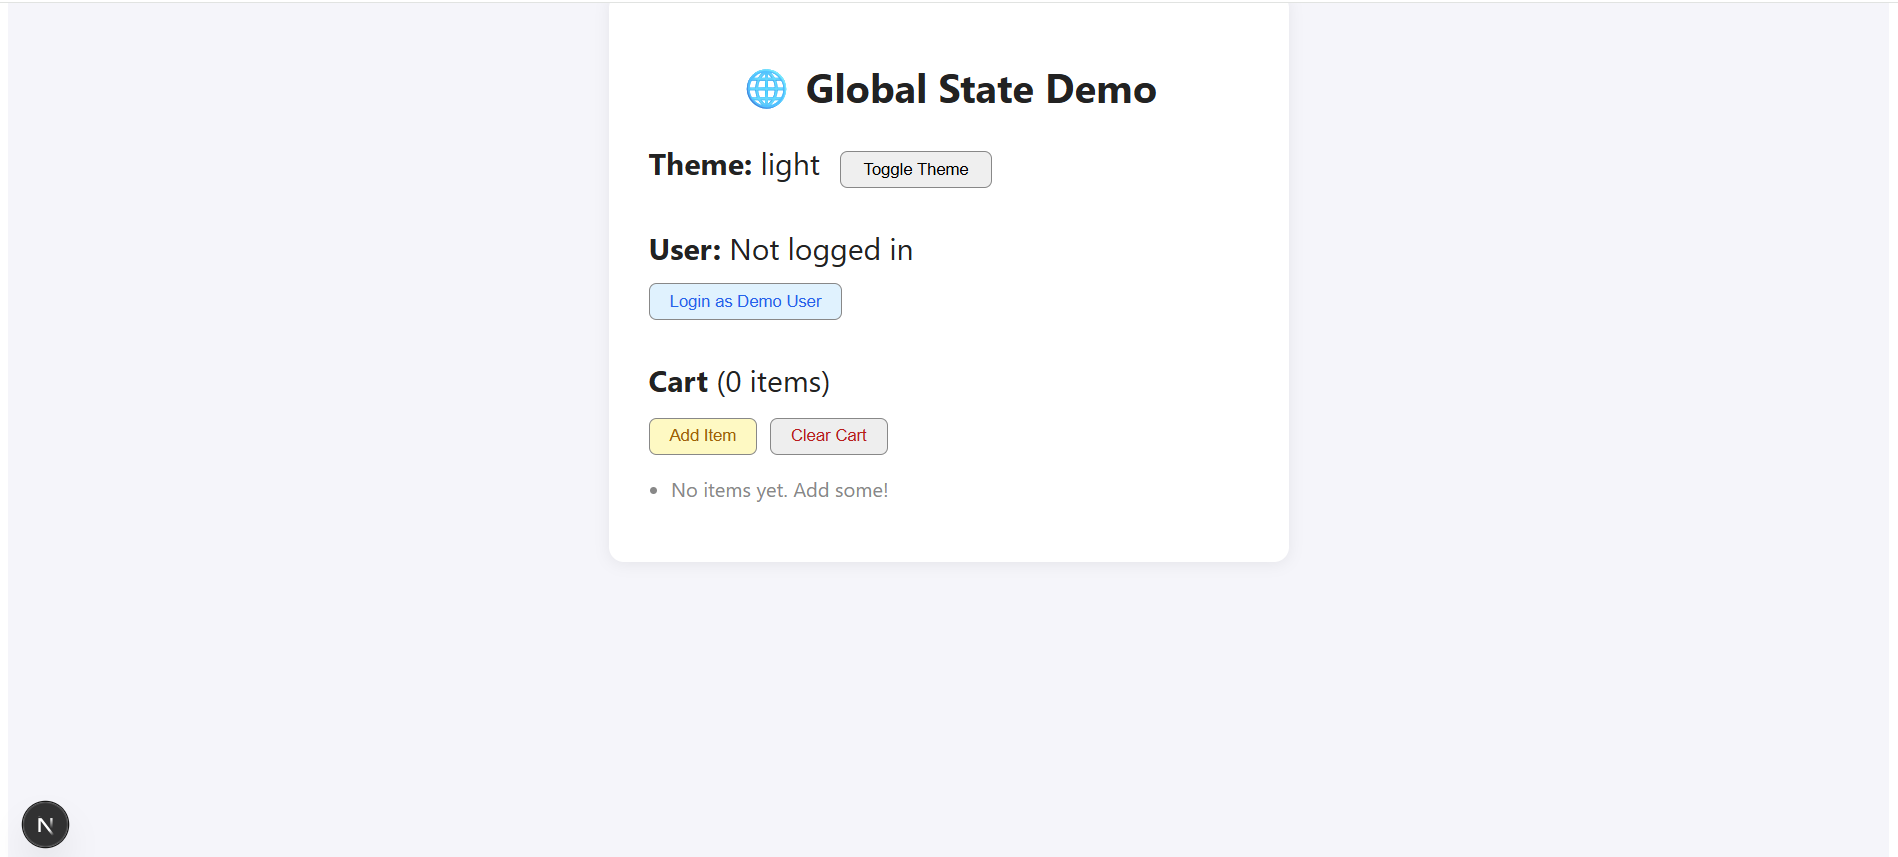 🌐 Global State Demo
Theme: light Toggle Theme
User: Not logged in
Login as Demo User
Cart (0 items)
Add Item Clear Cart
• No items yet. Add some!
N